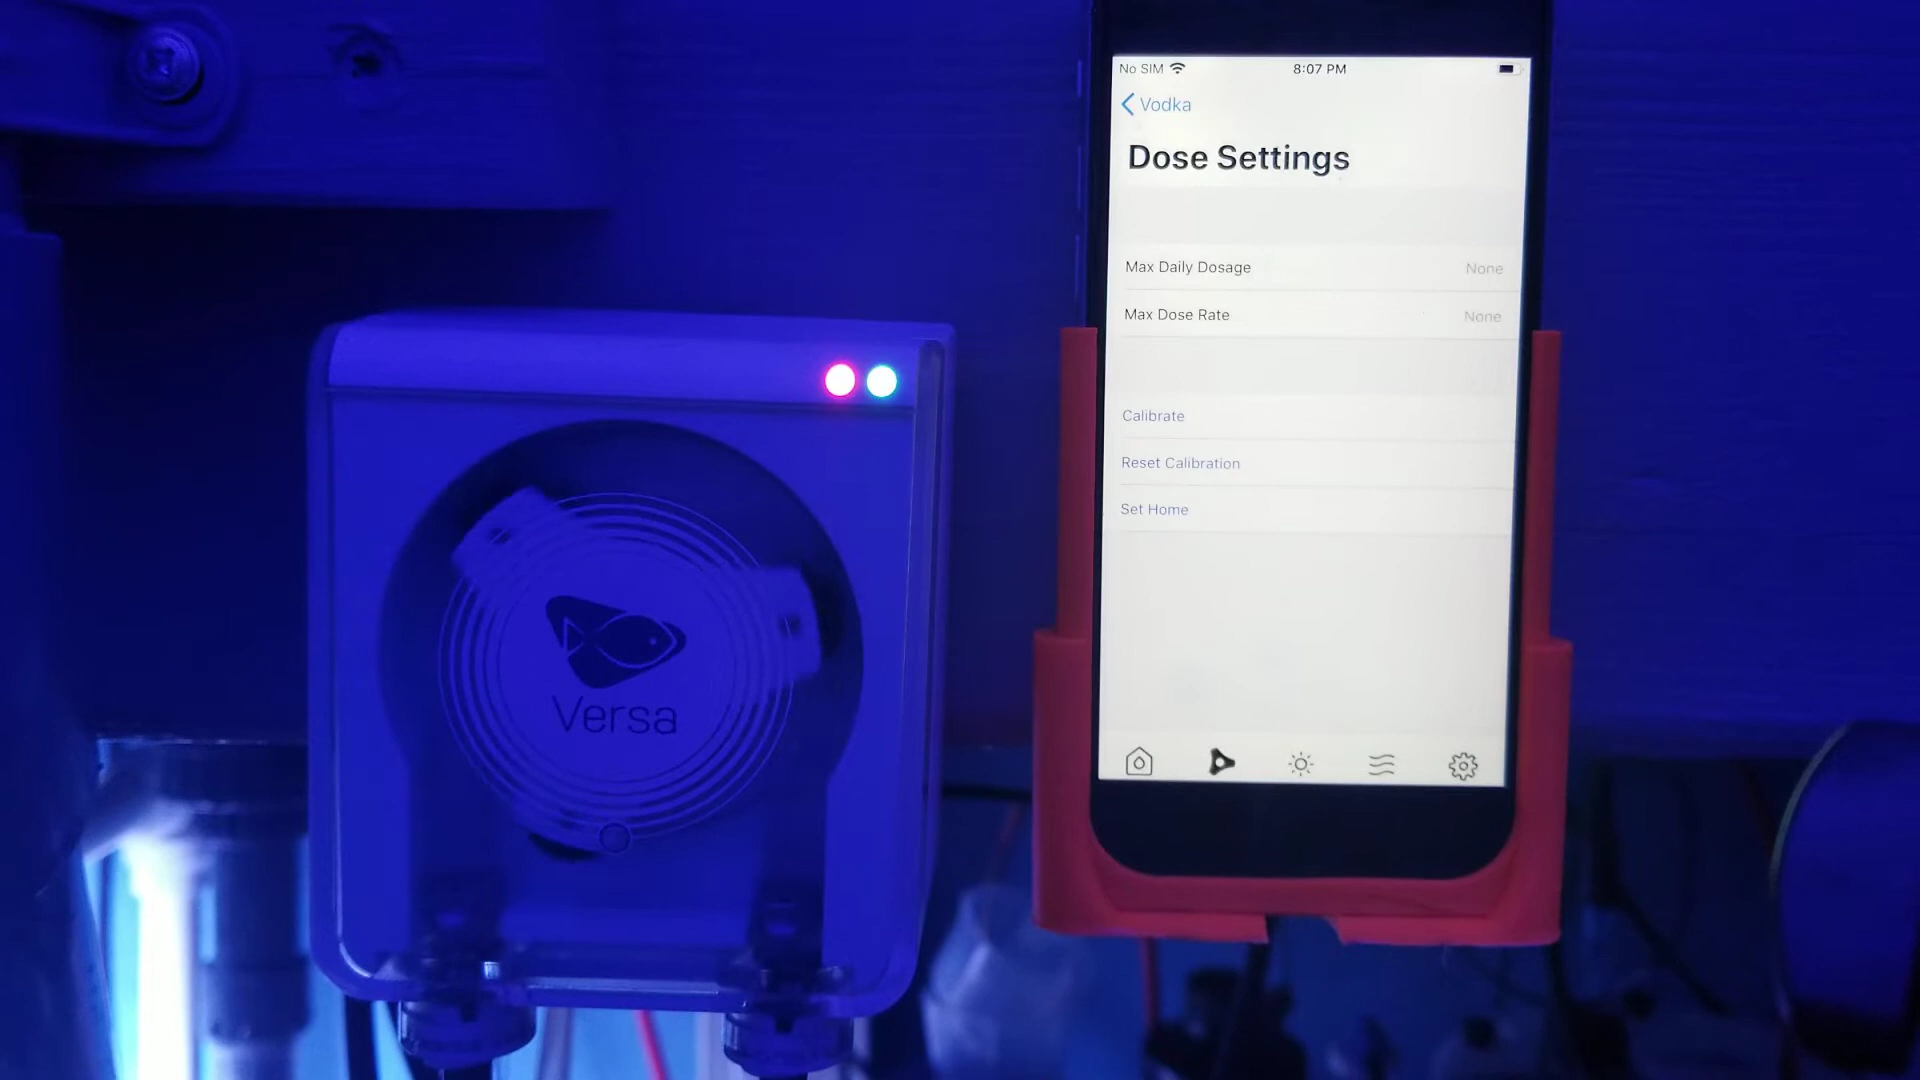 No SIM 8:07 PM
Vodka
Dose Settings
Max Daily Dosage None
Max Dose Rate None
Calibrate
Reset Calibration
Set Home
Versa